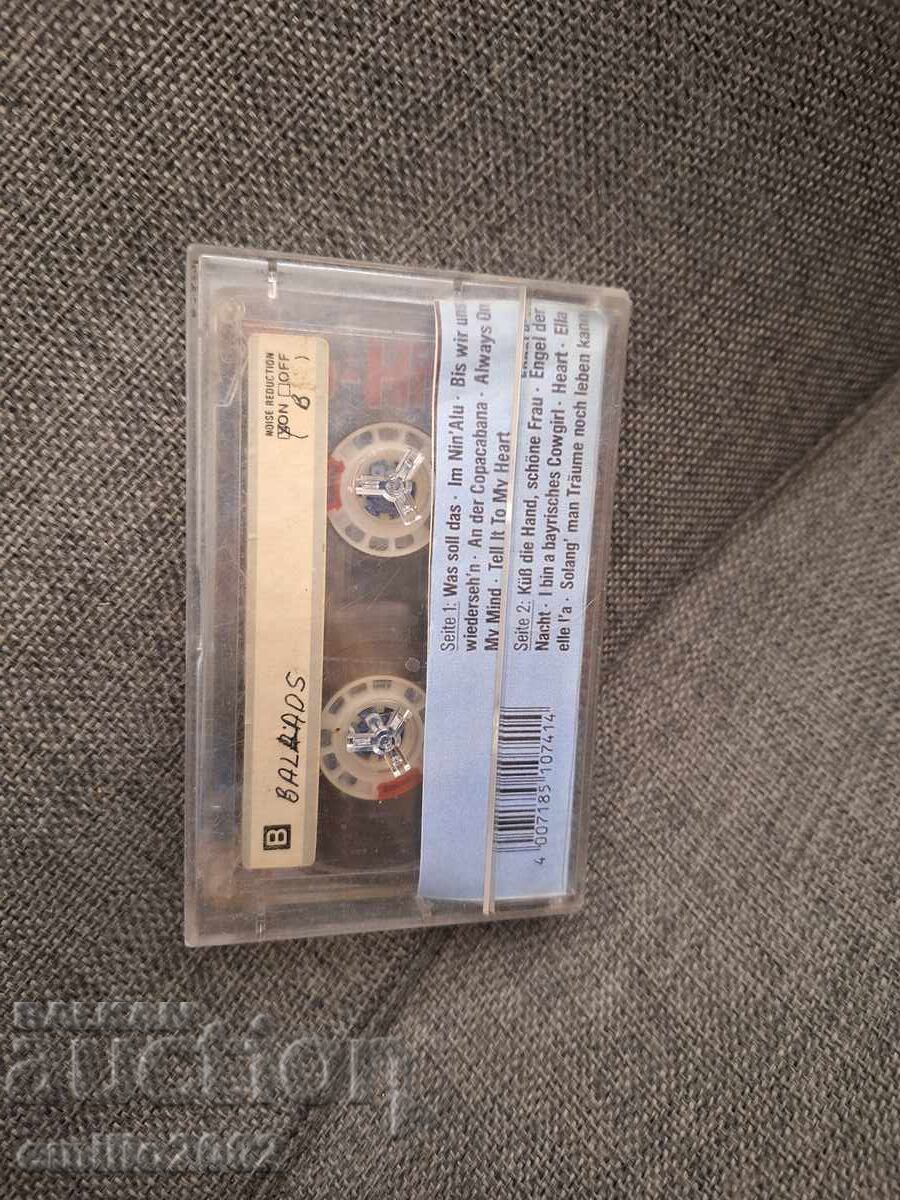 B BALLADS
NOISE REDUCTION
ON OFF
B
Seite 1: Was soll das · Im Nin'Alu · Bis wir uns
wiederseh'n · An der Copacabana · Always On
My Mind · Tell It To My Heart
Seite 2: Küß die Hand, schöne Frau · Engel der
Nacht · I bin a bayrisches Cowgirl · Heart · Ella
elle l'a · Solang' man Träume noch leben kann
4 007185 107414
BALKAN
auction
emilio2002